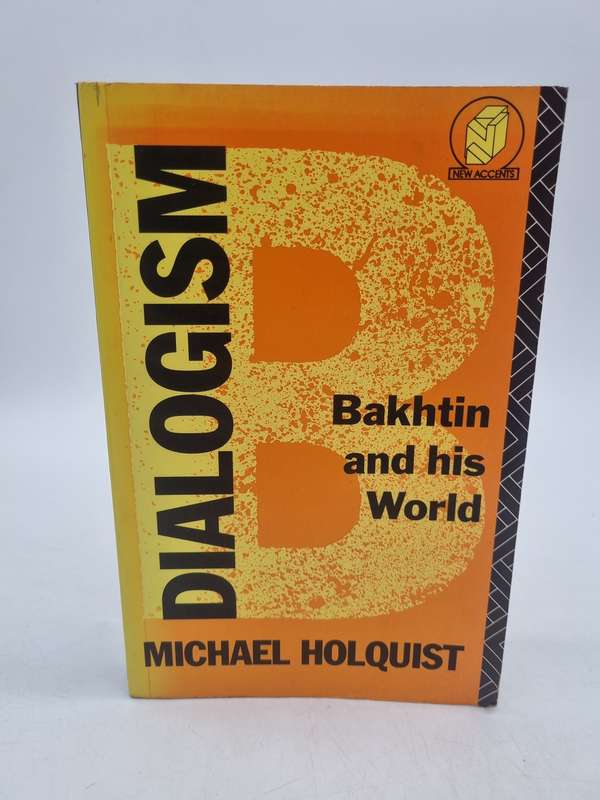 NEW ACCENTS
DIALOGISM
B
Bakhtin
and his
World
MICHAEL HOLQUIST